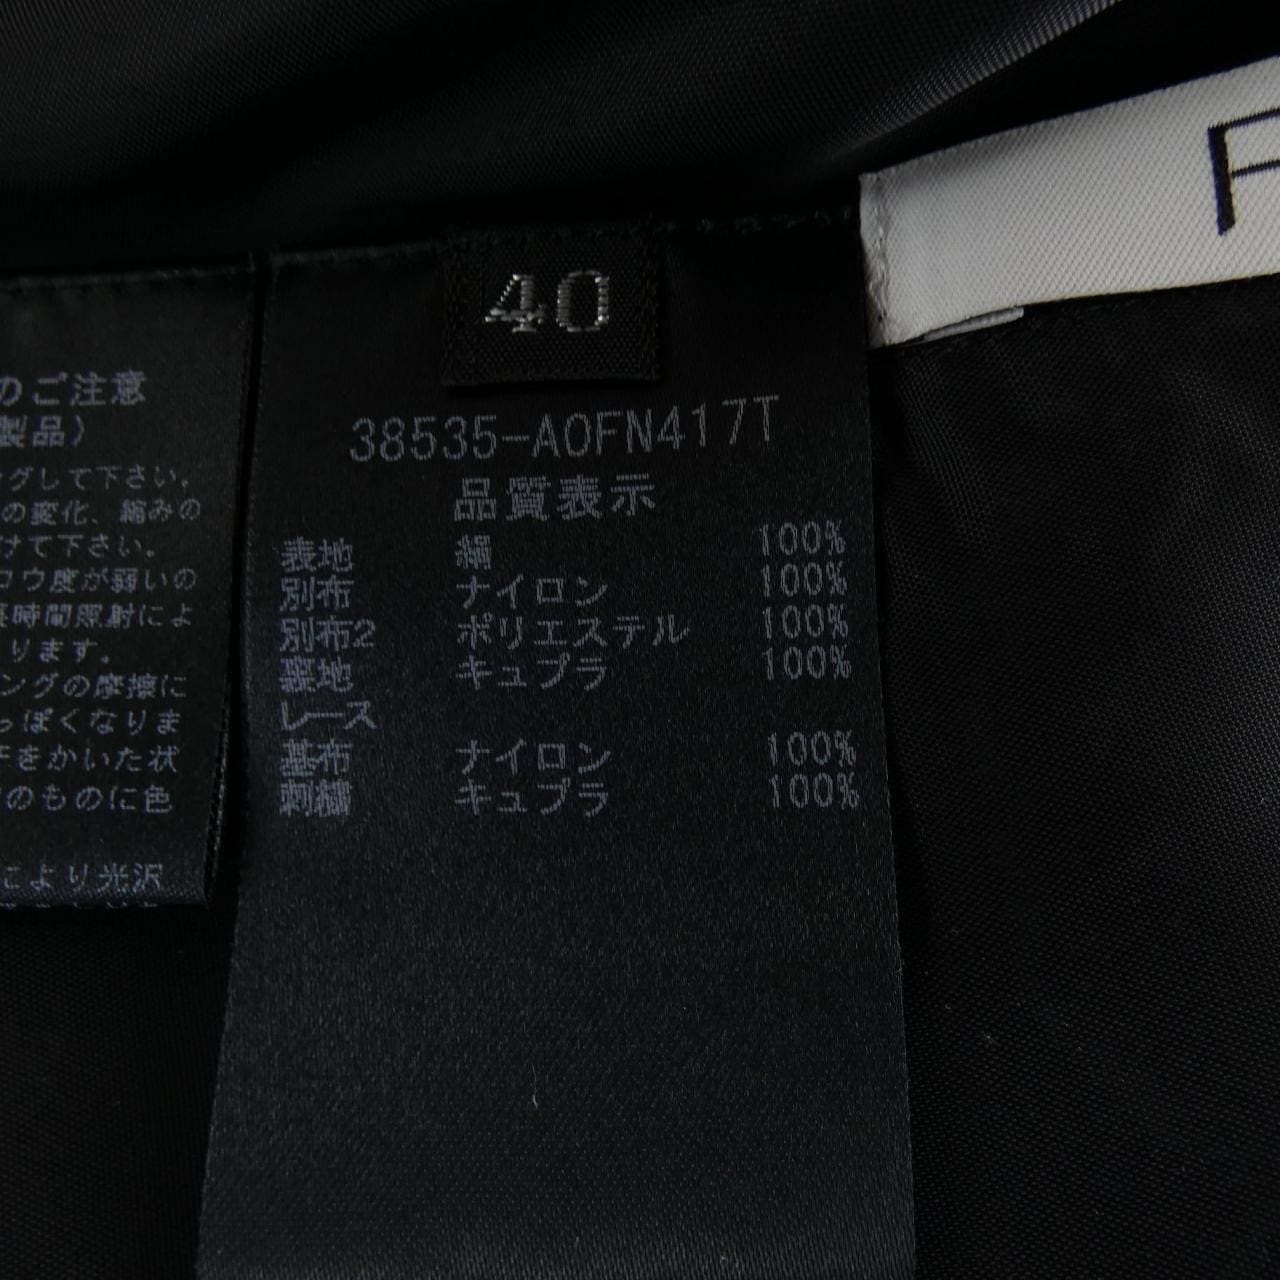 のご注意
製品）
グして下さい。
の変化、縮みの
けて下さい。
コウ度が弱いの
長時間照射によ
ります。
ングの摩擦に
っぽくなりま
汗をかいた状
のものに色
により光沢
40
38535-A0FN417T
品質表示
表地 絹 100%
別布 ナイロン 100%
別布2 ポリエステル 100%
裏地 キュプラ 100%
レース
基布 ナイロン 100%
刺繍 キュプラ 100%